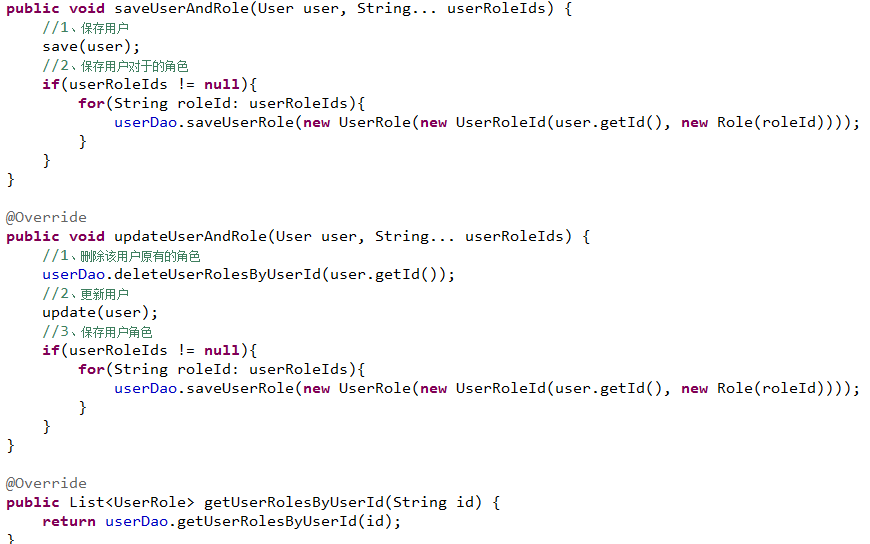 public void saveUserAndRole(User user, String... userRoleIds) {
//1、保存用户
save(user);
//2、保存用户对于的角色
if(userRoleIds != null){
for(String roleId: userRoleIds){
userDao.saveUserRole(new UserRole(new UserRoleId(user.getId(), new Role(roleId))));
}
}
}
@Override
public void updateUserAndRole(User user, String... userRoleIds) {
//1、删除该用户原有的角色
userDao.deleteUserRolesByUserId(user.getId());
//2、更新用户
update(user);
//3、保存用户角色
if(userRoleIds != null){
for(String roleId: userRoleIds){
userDao.saveUserRole(new UserRole(new UserRoleId(user.getId(), new Role(roleId))));
}
}
}
@Override
public List<UserRole> getUserRolesByUserId(String id) {
return userDao.getUserRolesByUserId(id);
}